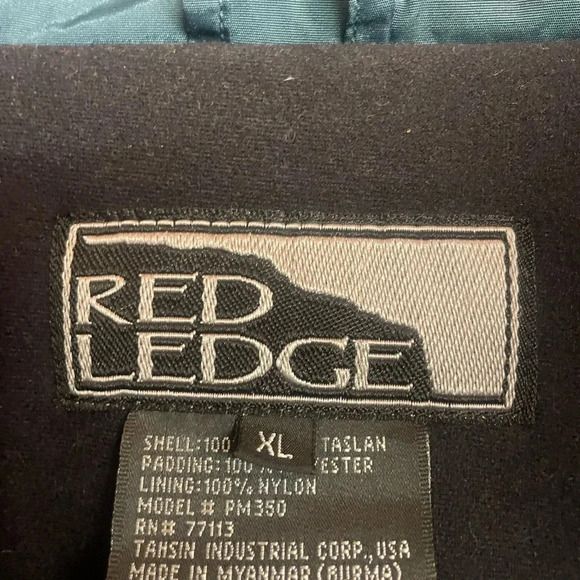 RED
LEDGE
XL
SHELL:100 TASLAN
PADDING:100% ESTER
LINING:100% NYLON
MODEL# PM350
RN# 77113
TAHSIN INDUSTRIAL CORP., USA
MADE IN MYANMAR (BURMA)